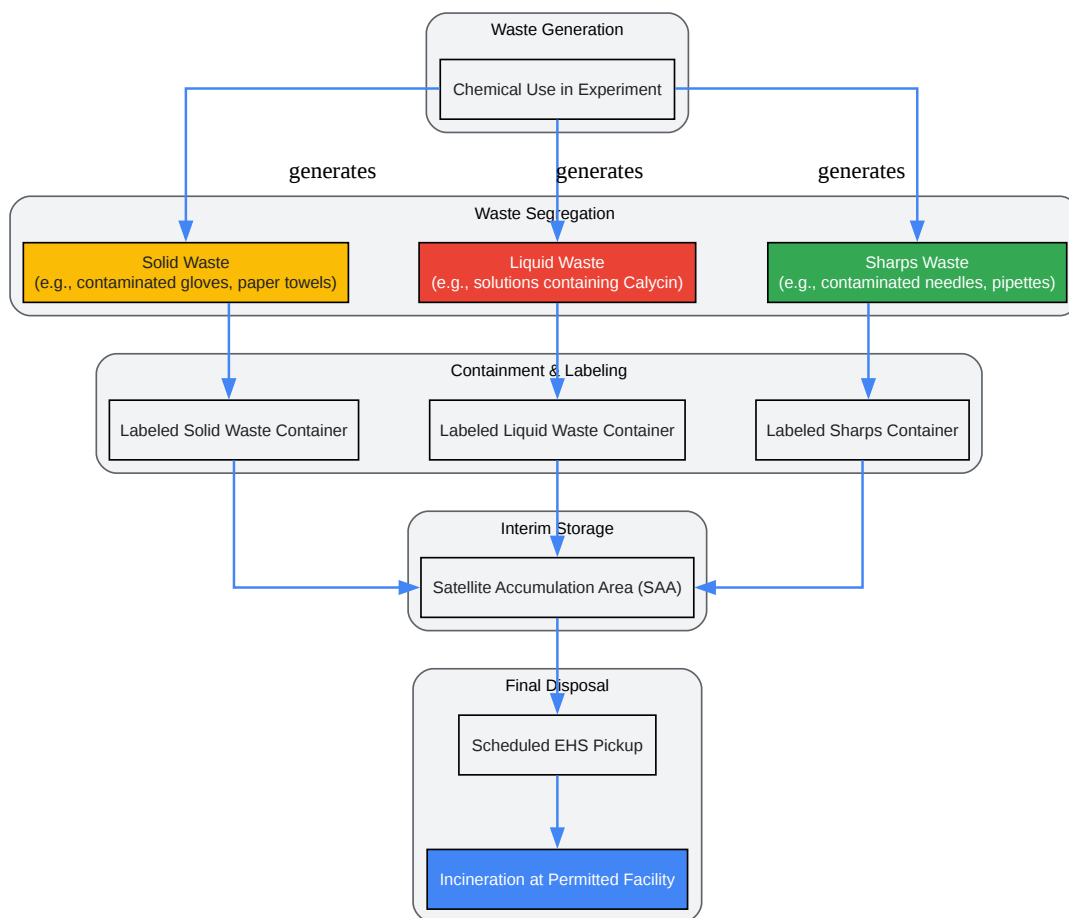 Waste Generation
Chemical Use in Experiment
generates
generates
generates
Waste Segregation
Solid Waste
(e.g., contaminated gloves, paper towels)
Liquid Waste
(e.g., solutions containing Calycin)
Sharps Waste
(e.g., contaminated needles, pipettes)
Containment & Labeling
Labeled Solid Waste Container
Labeled Liquid Waste Container
Labeled Sharps Container
Interim Storage
Satellite Accumulation Area (SAA)
Final Disposal
Scheduled EHS Pickup
Incineration at Permitted Facility